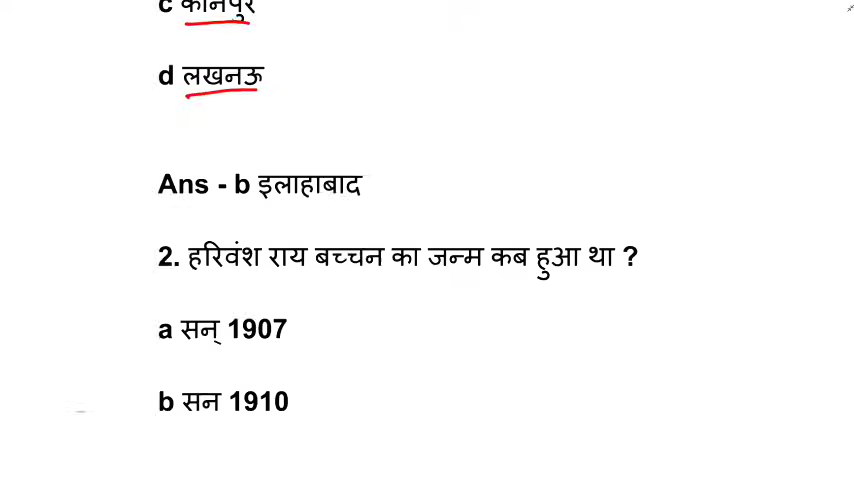 c कानपुर
d लखनऊ
Ans - b इलाहाबाद
2. हरिवंश राय बच्चन का जन्म कब हुआ था ?
a सन् 1907
b सन 1910